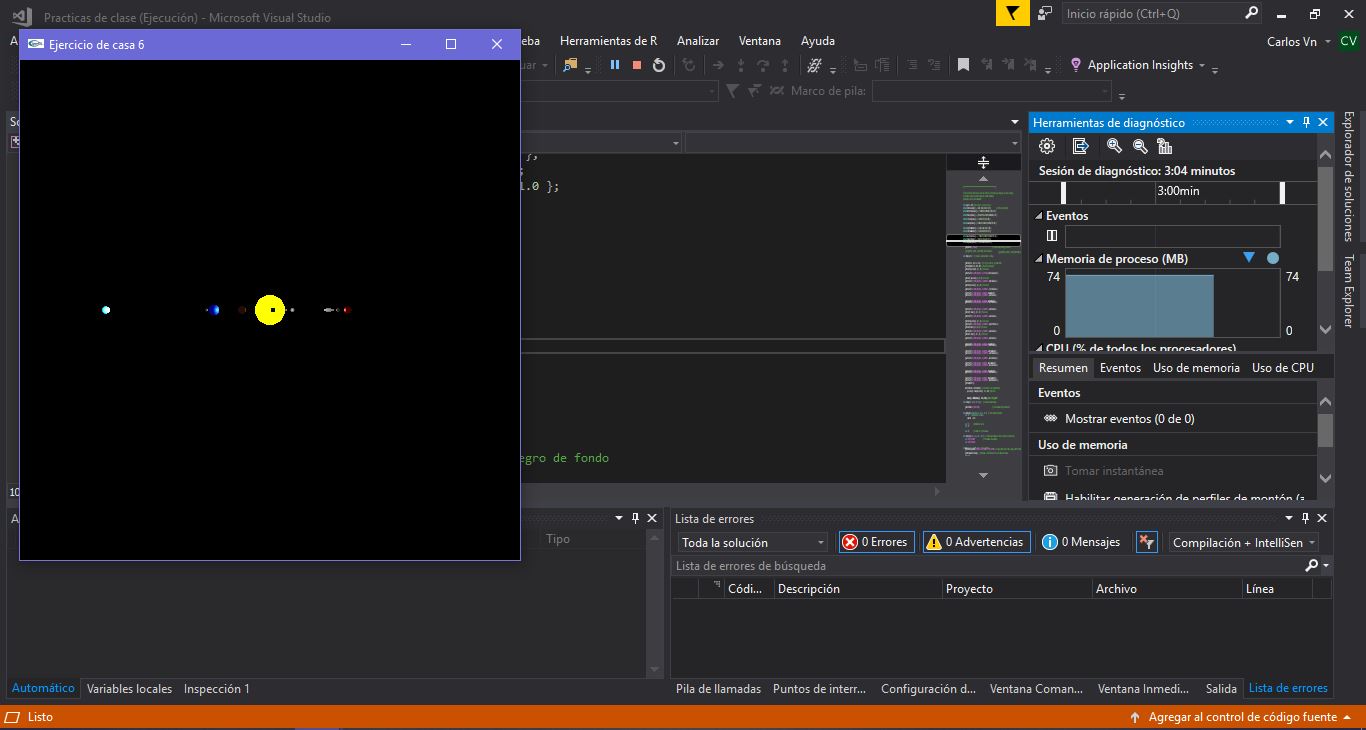 Practicas de clase (Ejecución) - Microsoft Visual Studio
Inicio rápido (Ctrl+Q)
Ejercicio de casa 6
Herramientas de R
Analizar
Ventana
Ayuda
Carlos Vn
CV
Application Insights
Marco de pila:
Herramientas de diagnóstico
Sesión de diagnóstico: 3:04 minutos
3:00min
Eventos
Memoria de proceso (MB)
74
74
0
0
CPU (% de todos los procesadores)
Resumen
Eventos
Uso de memoria
Uso de CPU
Eventos
Mostrar eventos (0 de 0)
Uso de memoria
Tomar instantánea
Habilitar generación de perfiles de montón (a
Explorador de soluciones
Team Explorer
};
;
1.0 };
egro de fondo
10
Tipo
Lista de errores
Toda la solución
0 Errores
0 Advertencias
0 Mensajes
Compilación + IntelliSen
Lista de errores de búsqueda
Códi...
Descripción
Proyecto
Archivo
Línea
Automático
Variables locales
Inspección 1
Pila de llamadas
Puntos de interr...
Configuración d...
Ventana Coman...
Ventana Inmedi...
Salida
Lista de errores
Listo
Agregar al control de código fuente